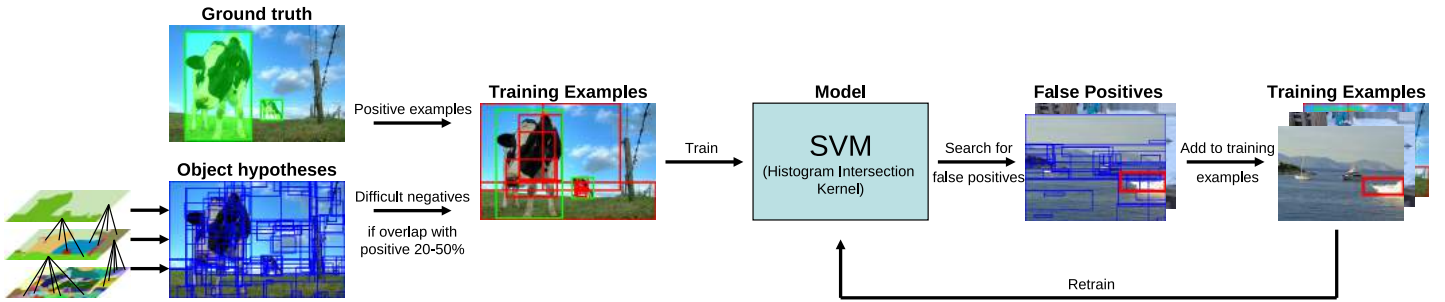 Ground truth
Positive examples
Training Examples
Object hypotheses
Difficult negatives
if overlap with
positive 20-50%
Train
Model
SVM
(Histogram Intersection
Kernel)
Search for
false positives
False Positives
Add to training
examples
Training Examples
Retrain